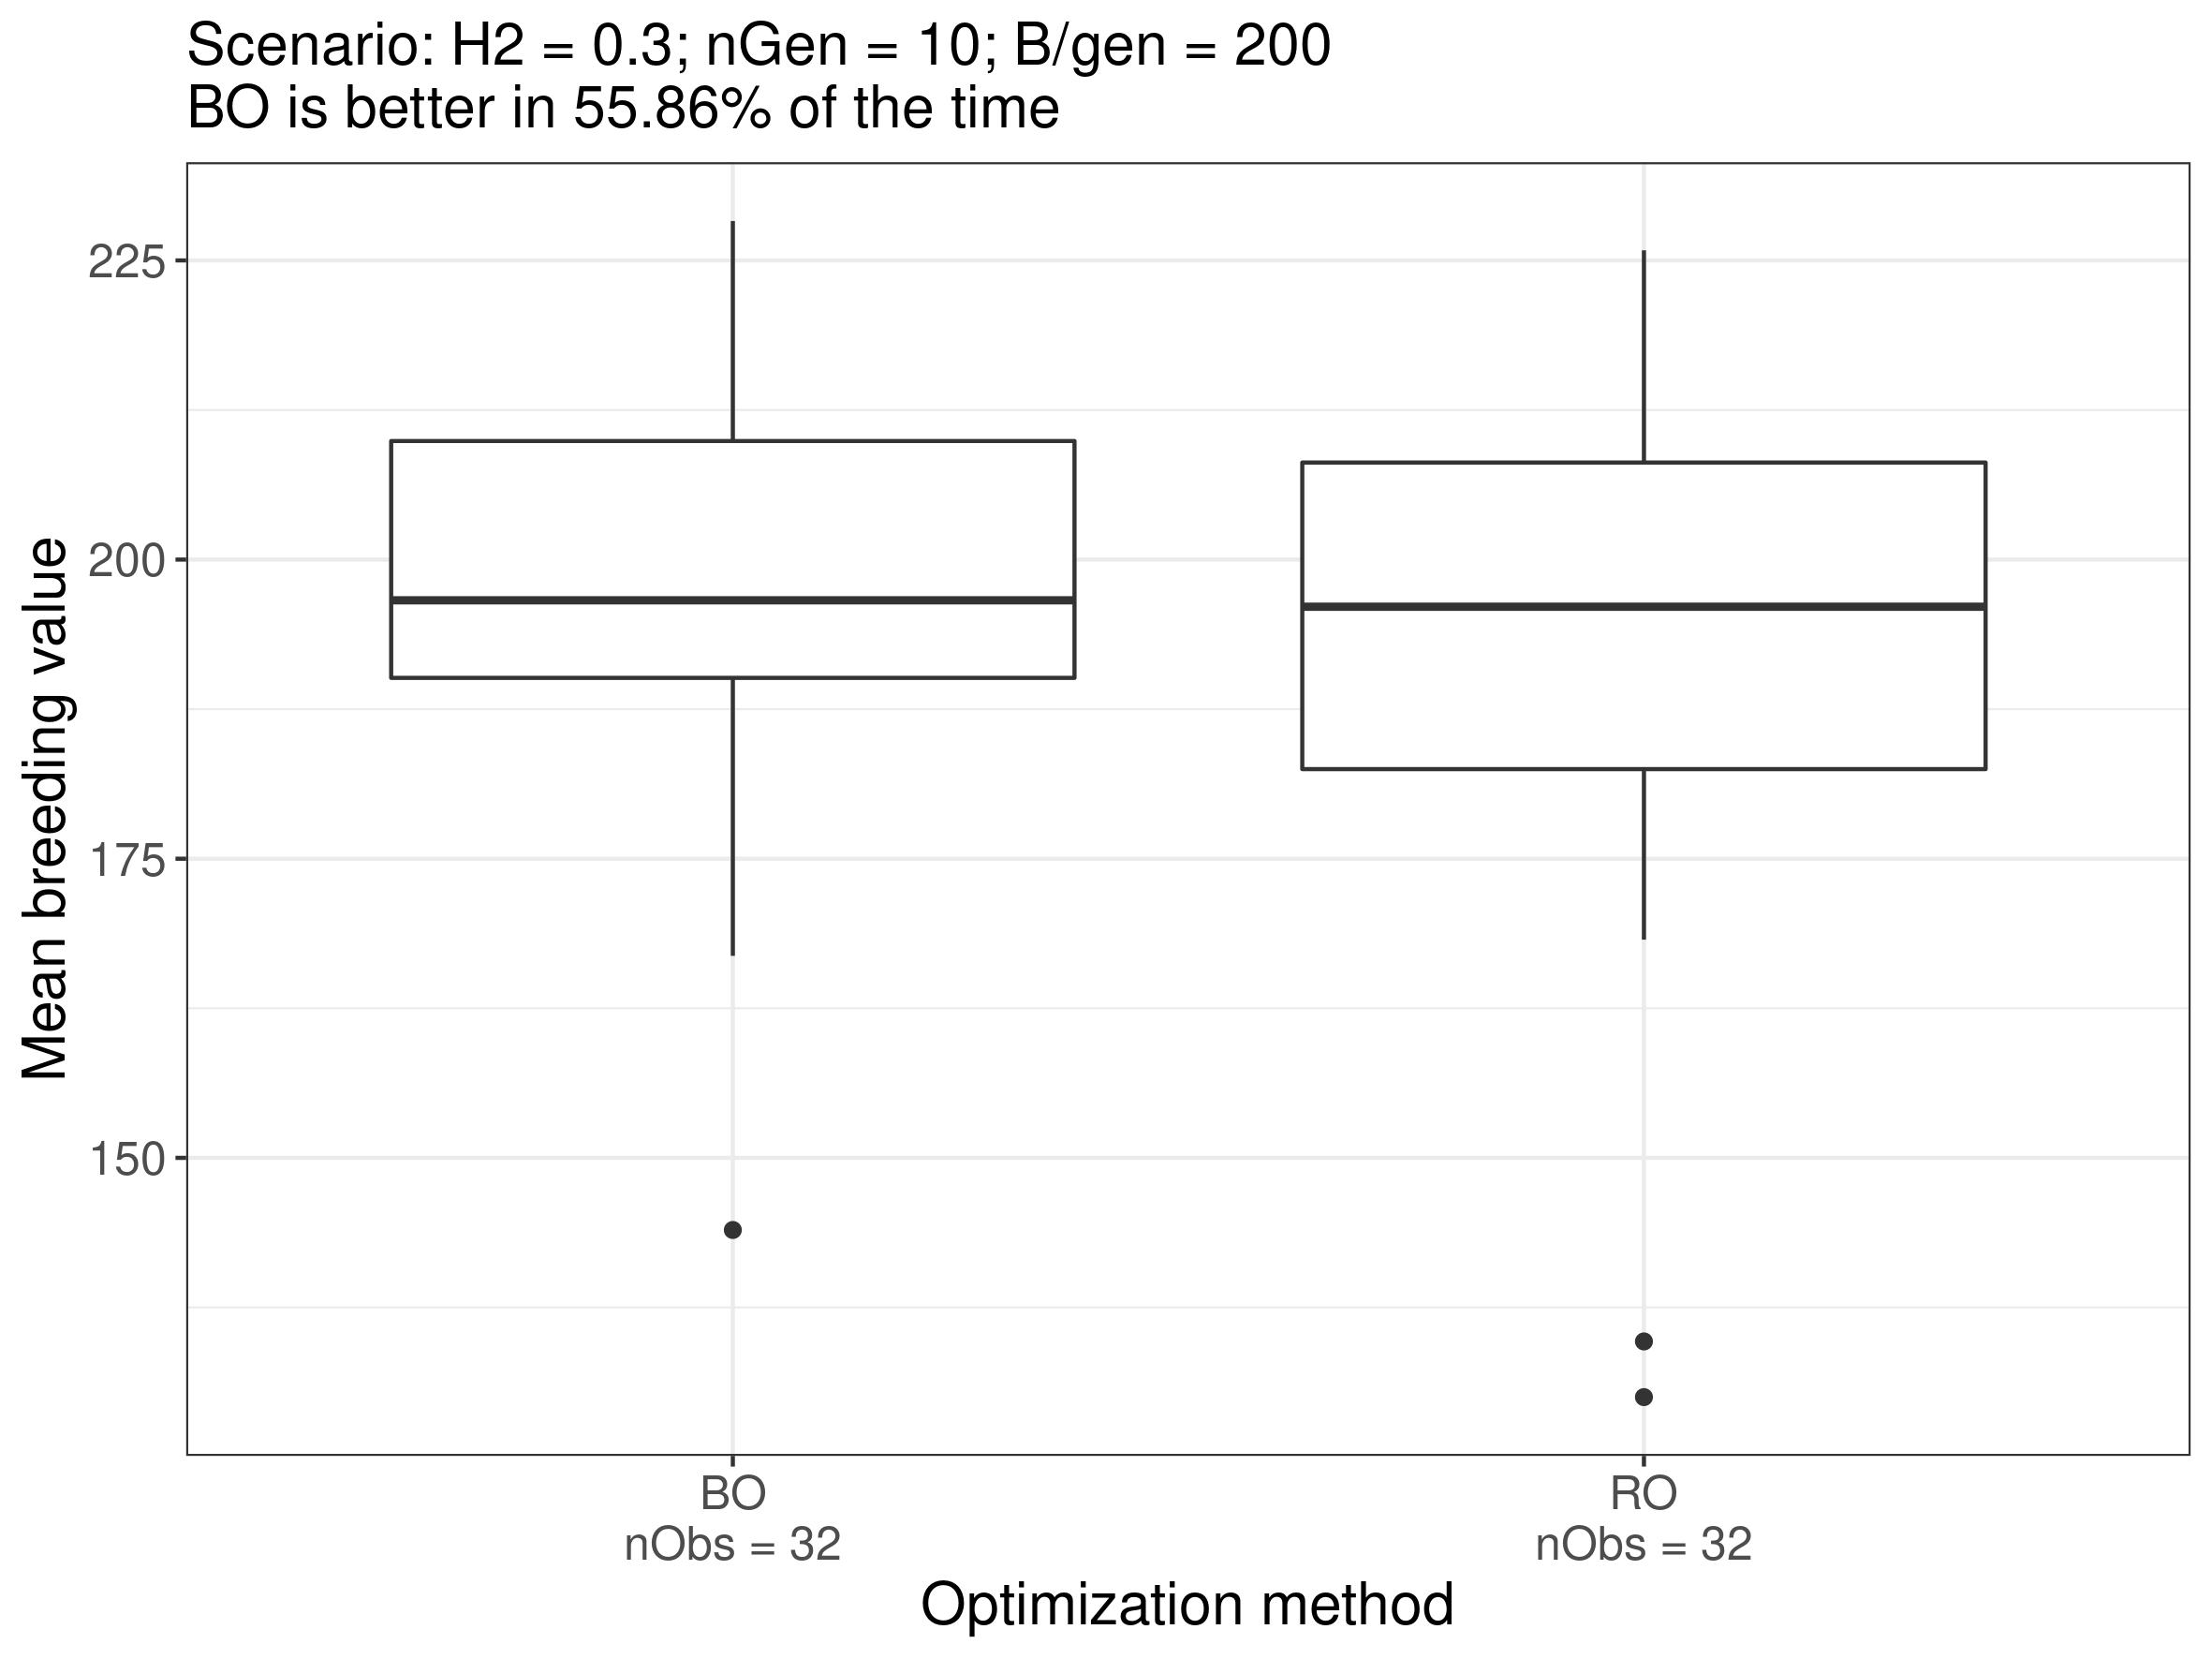 Scenario: H2 = 0.3; nGen = 10; B/gen = 200
BO is better in 55.86% of the time
Mean breeding value
225
200
175
150
BO
nObs = 32
RO
nObs = 32
Optimization method